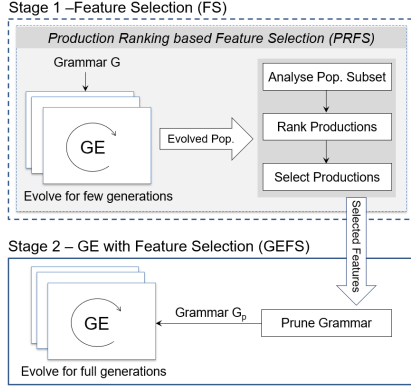 Stage 1 –Feature Selection (FS)
Production Ranking based Feature Selection (PRFS)
Grammar G
GE
Evolve for few generations
Evolved Pop.
Analyse Pop. Subset
Rank Productions
Select Productions
Selected Features
Stage 2 – GE with Feature Selection (GEFS)
GE
Evolve for full generations
Grammar Gp
Prune Grammar